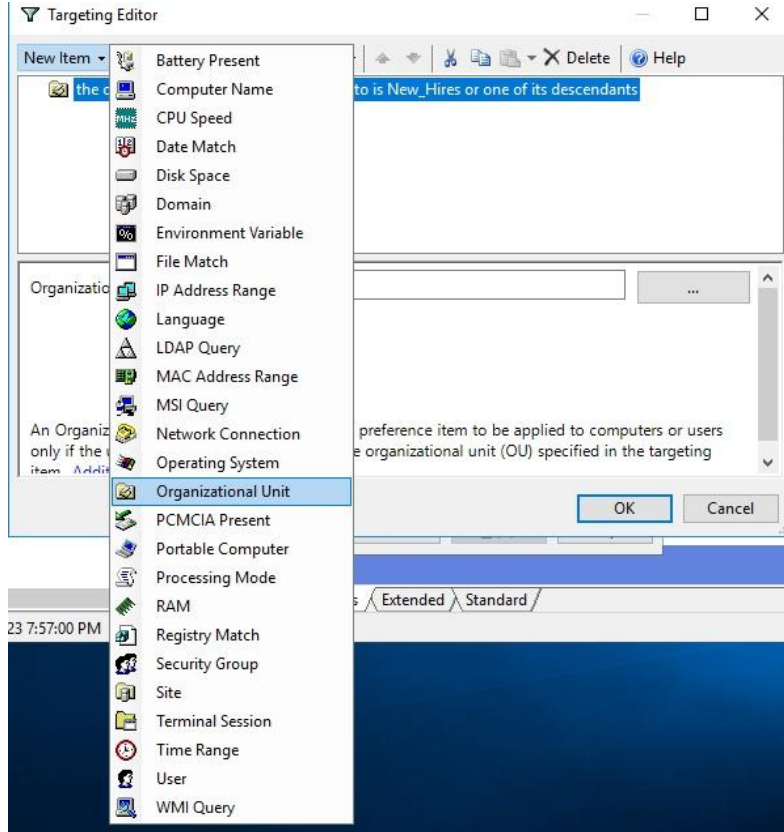 Targeting Editor
New Item
Delete
Help
the
to is New_Hires or one of its descendants
Battery Present
Computer Name
CPU Speed
Date Match
Disk Space
Domain
Environment Variable
File Match
IP Address Range
Language
LDAP Query
MAC Address Range
MSI Query
Network Connection
Operating System
Organizational Unit
PCMCIA Present
Portable Computer
Processing Mode
RAM
Registry Match
Security Group
Site
Terminal Session
Time Range
User
WMI Query
Organizatio
...
An Organiz
preference item to be applied to computers or users
only if the
e organizational unit (OU) specified in the targeting
item. Addit
OK
Cancel
Extended
Standard
23 7:57:00 PM